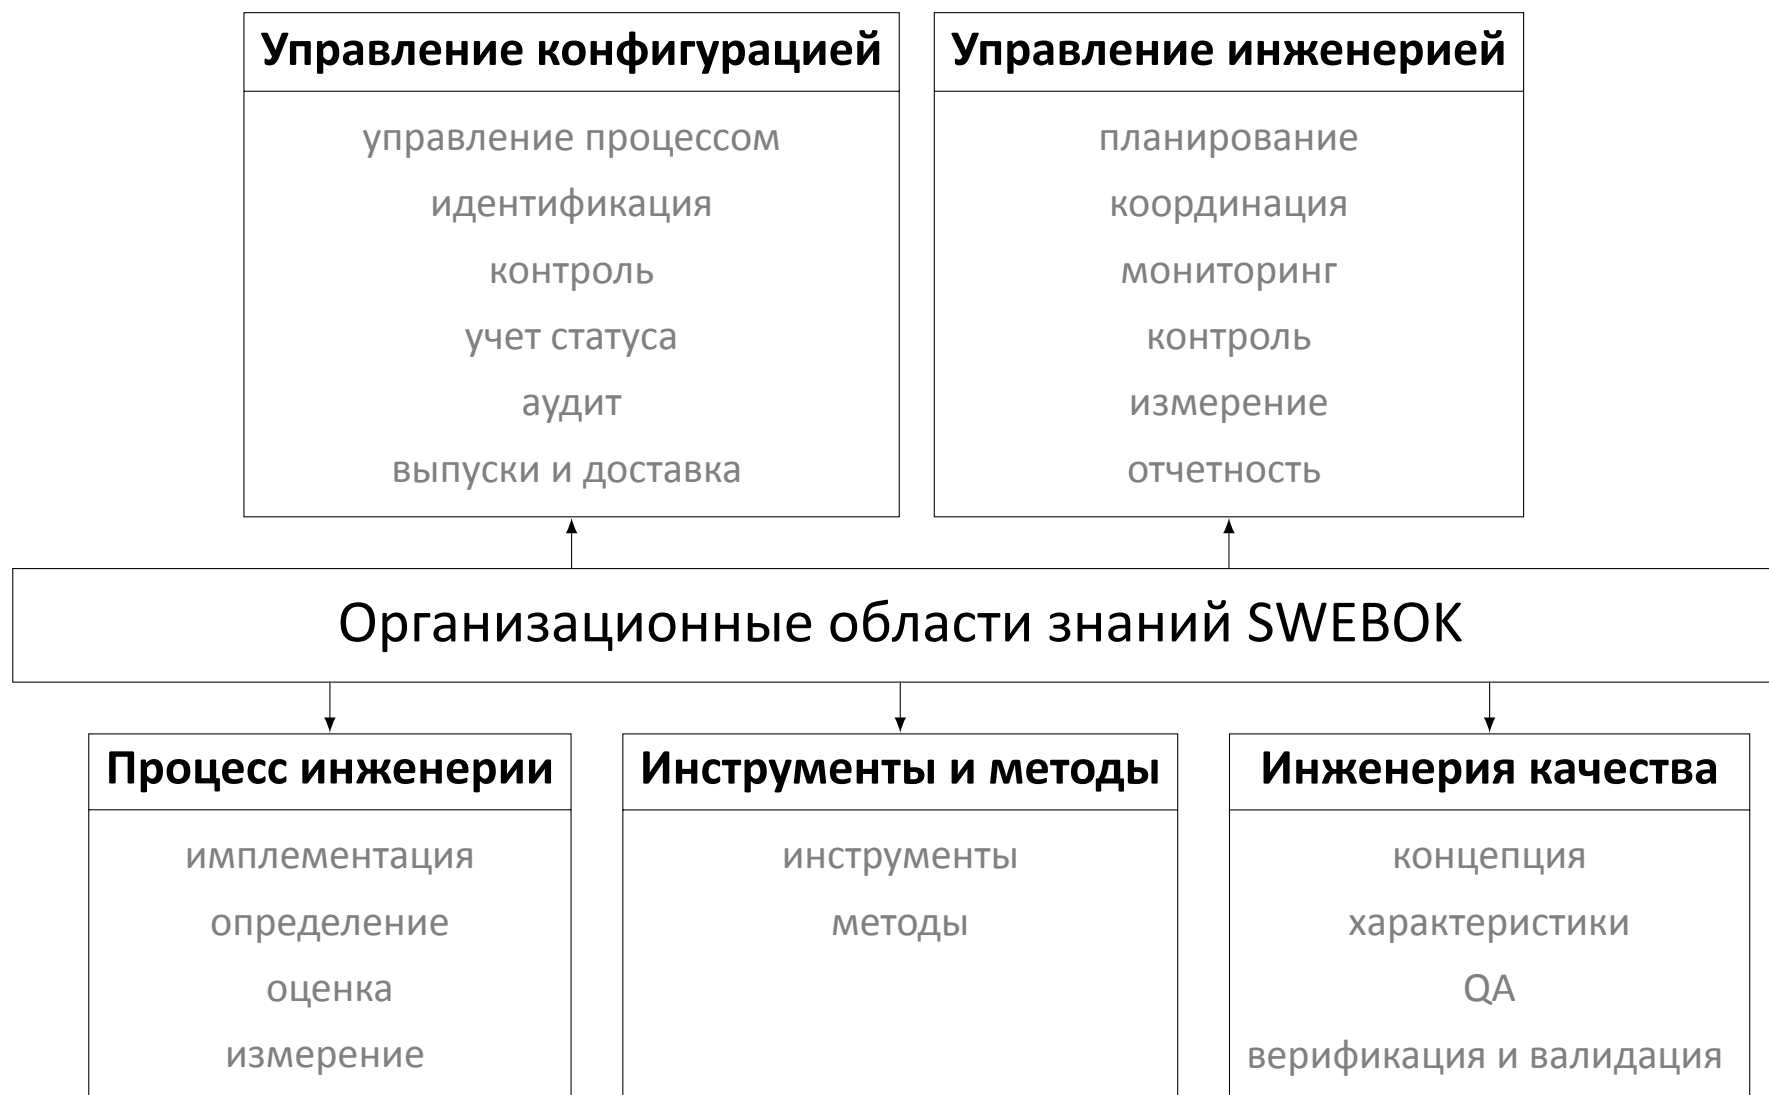 Управление конфигурацией
управление процессом
идентификация
контроль
учет статуса
аудит
выпуски и доставка
Управление инженерией
планирование
координация
мониторинг
контроль
измерение
отчетность
Организационные области знаний SWEBOK
Процесс инженерии
имплементация
определение
оценка
измерение
Инструменты и методы
инструменты
методы
Инженерия качества
концепция
характеристики
QA
верификация и валидация